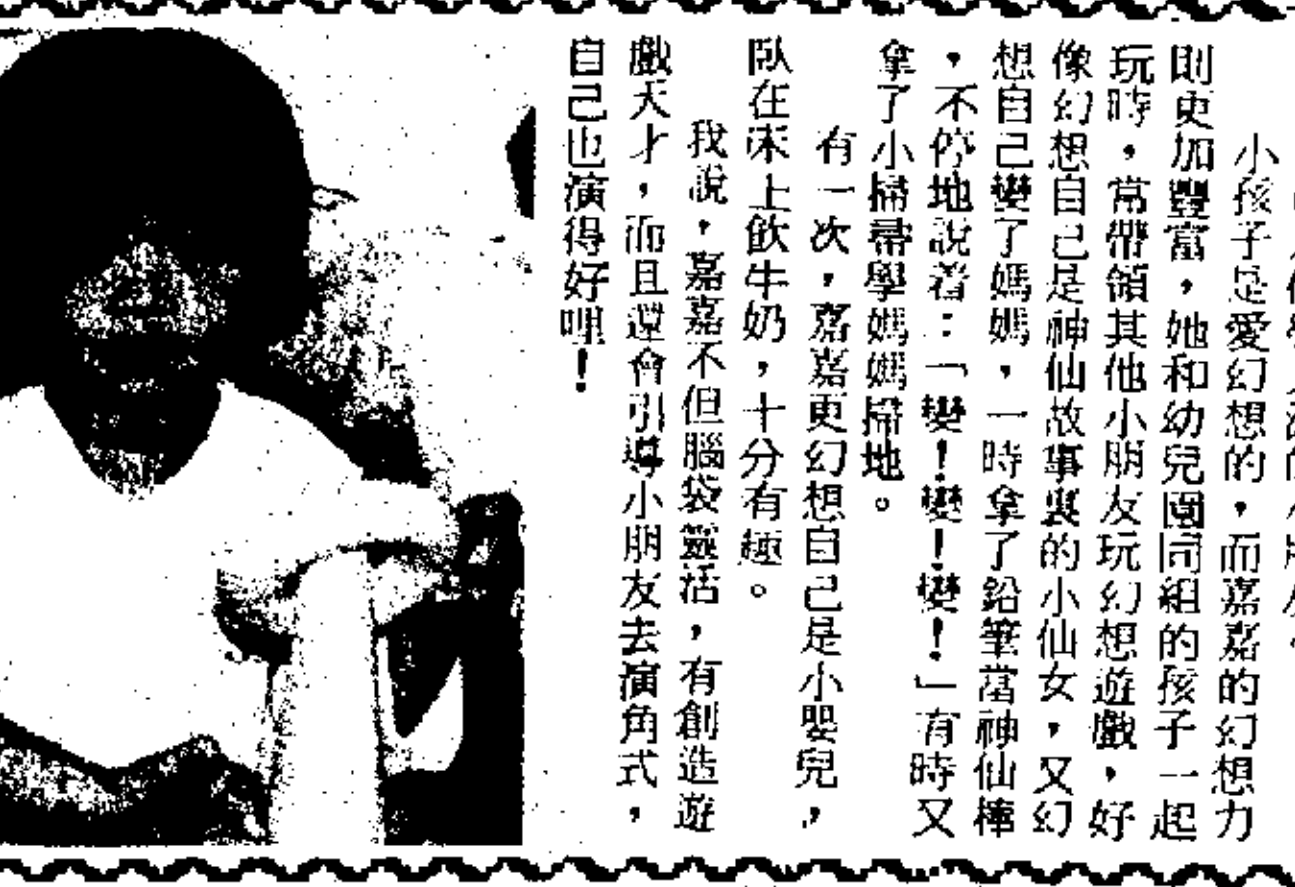 小孩子是愛幻想的，而嘉嘉的幻想力
則更加豐富，她和幼兒園同組的孩子一起
玩時，常帶領其他小朋友玩幻想遊戲，好
像幻想自己是神仙故事裏的小仙女，又幻
想自己變了媽媽，一時拿了鉛筆當神仙棒
，不停地說着：「變！變！變！」有時又
拿了小掃帚學媽媽掃地。
有一次，嘉嘉更幻想自己是小嬰兒，
臥在床上飲牛奶，十分有趣。
我說，嘉嘉不但腦袋靈活，有創造遊
戲天才，而且還會引導小朋友去演角式，
自己也演得好哩！